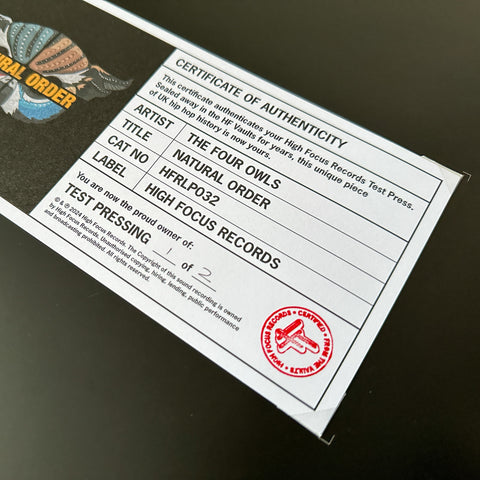 URAL ORDER
CERTIFICATE OF AUTHENTICITY
This certificate authenticates your High Focus Records Test Press.
Sealed away in the HF Vaults for years, this unique piece
of UK hip hop history is now yours.
ARTIST THE FOUR OWLS
TITLE NATURAL ORDER
CAT NO HFRLP032
LABEL HIGH FOCUS RECORDS
You are now the proud owner of:
TEST PRESSING 1 of 2
℗ & © 2024 High Focus Records. The Copyright of this sound recording is owned
by High Focus Records. Unauthorised copying, hiring, lending, public performance
and broadcasting prohibited. All rights reserved.
HIGH FOCUS RECORDS • CERTIFIED • FROM THE VAULTS •